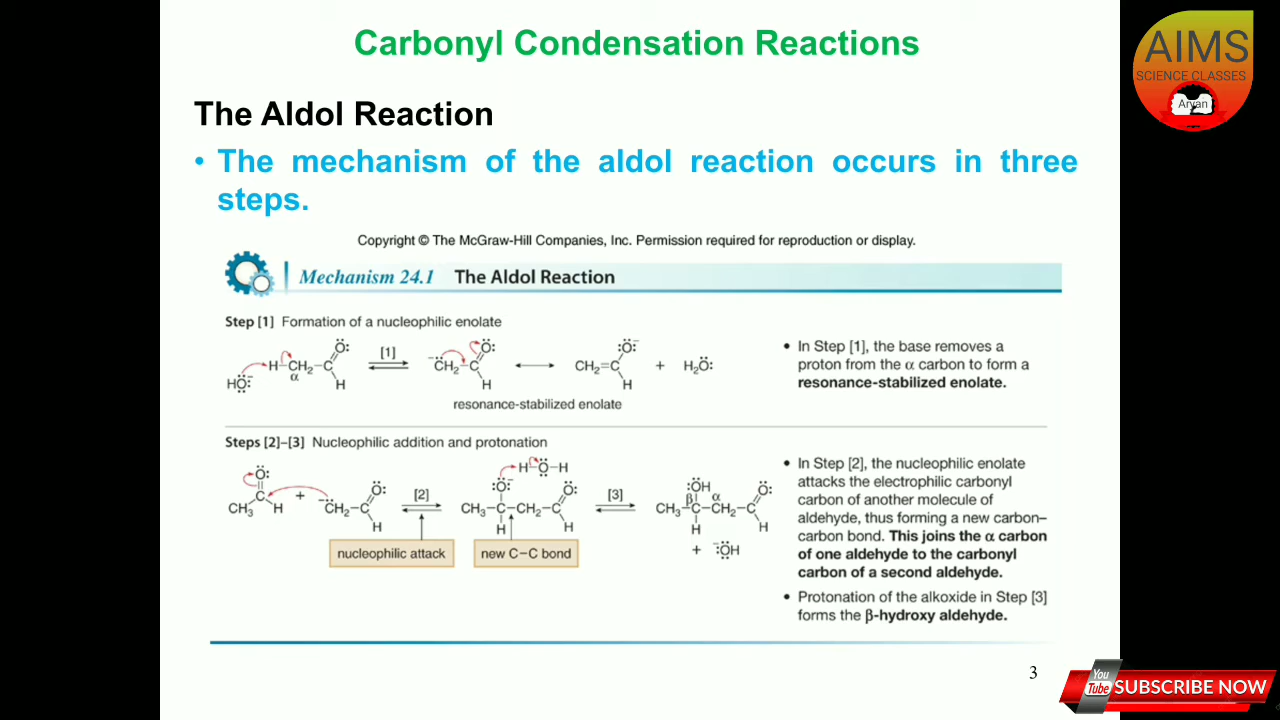 Carbonyl Condensation Reactions
AIMS
SCIENCE CLASSES
Aryan
The Aldol Reaction
• The mechanism of the aldol reaction occurs in three
steps.
Copyright © The McGraw-Hill Companies, Inc. Permission required for reproduction or display.
Mechanism 24.1 The Aldol Reaction
Step [1] Formation of a nucleophilic enolate
HÖ:⁻ H–CH₂–C Ö: H α [1] ⁻:CH₂–C Ö: H ⟷ CH₂=C :Ö:⁻ H + H₂Ö:
resonance-stabilized enolate
• In Step [1], the base removes a
proton from the α carbon to form a
resonance-stabilized enolate.
Steps [2]–[3] Nucleophilic addition and protonation
CH₃ C Ö: H + ⁻:CH₂–C Ö: H [2] CH₃–C–CH₂–C :Ö:⁻ H Ö: H H–Ö–H [3] CH₃–C–CH₂–C :ÖH β α H Ö: H
nucleophilic attack
new C–C bond
+ ⁻:ÖH
• In Step [2], the nucleophilic enolate
attacks the electrophilic carbonyl
carbon of another molecule of
aldehyde, thus forming a new carbon–
carbon bond. This joins the α carbon
of one aldehyde to the carbonyl
carbon of a second aldehyde.
• Protonation of the alkoxide in Step [3]
forms the β-hydroxy aldehyde.
3
You
Tube
SUBSCRIBE NOW